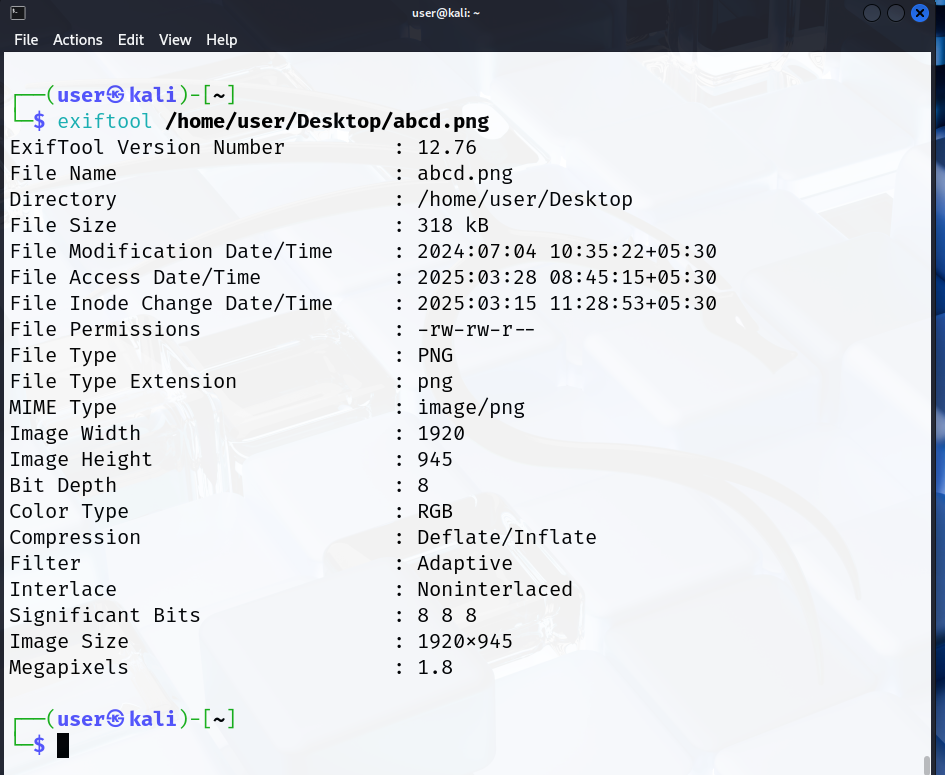 user@kali: ~
File Actions Edit View Help
┌──(user㉿kali)-[~]
└─$ exiftool /home/user/Desktop/abcd.png
ExifTool Version Number : 12.76
File Name : abcd.png
Directory : /home/user/Desktop
File Size : 318 kB
File Modification Date/Time : 2024:07:04 10:35:22+05:30
File Access Date/Time : 2025:03:28 08:45:15+05:30
File Inode Change Date/Time : 2025:03:15 11:28:53+05:30
File Permissions : -rw-rw-r--
File Type : PNG
File Type Extension : png
MIME Type : image/png
Image Width : 1920
Image Height : 945
Bit Depth : 8
Color Type : RGB
Compression : Deflate/Inflate
Filter : Adaptive
Interlace : Noninterlaced
Significant Bits : 8 8 8
Image Size : 1920×945
Megapixels : 1.8
┌──(user㉿kali)-[~]
└─$